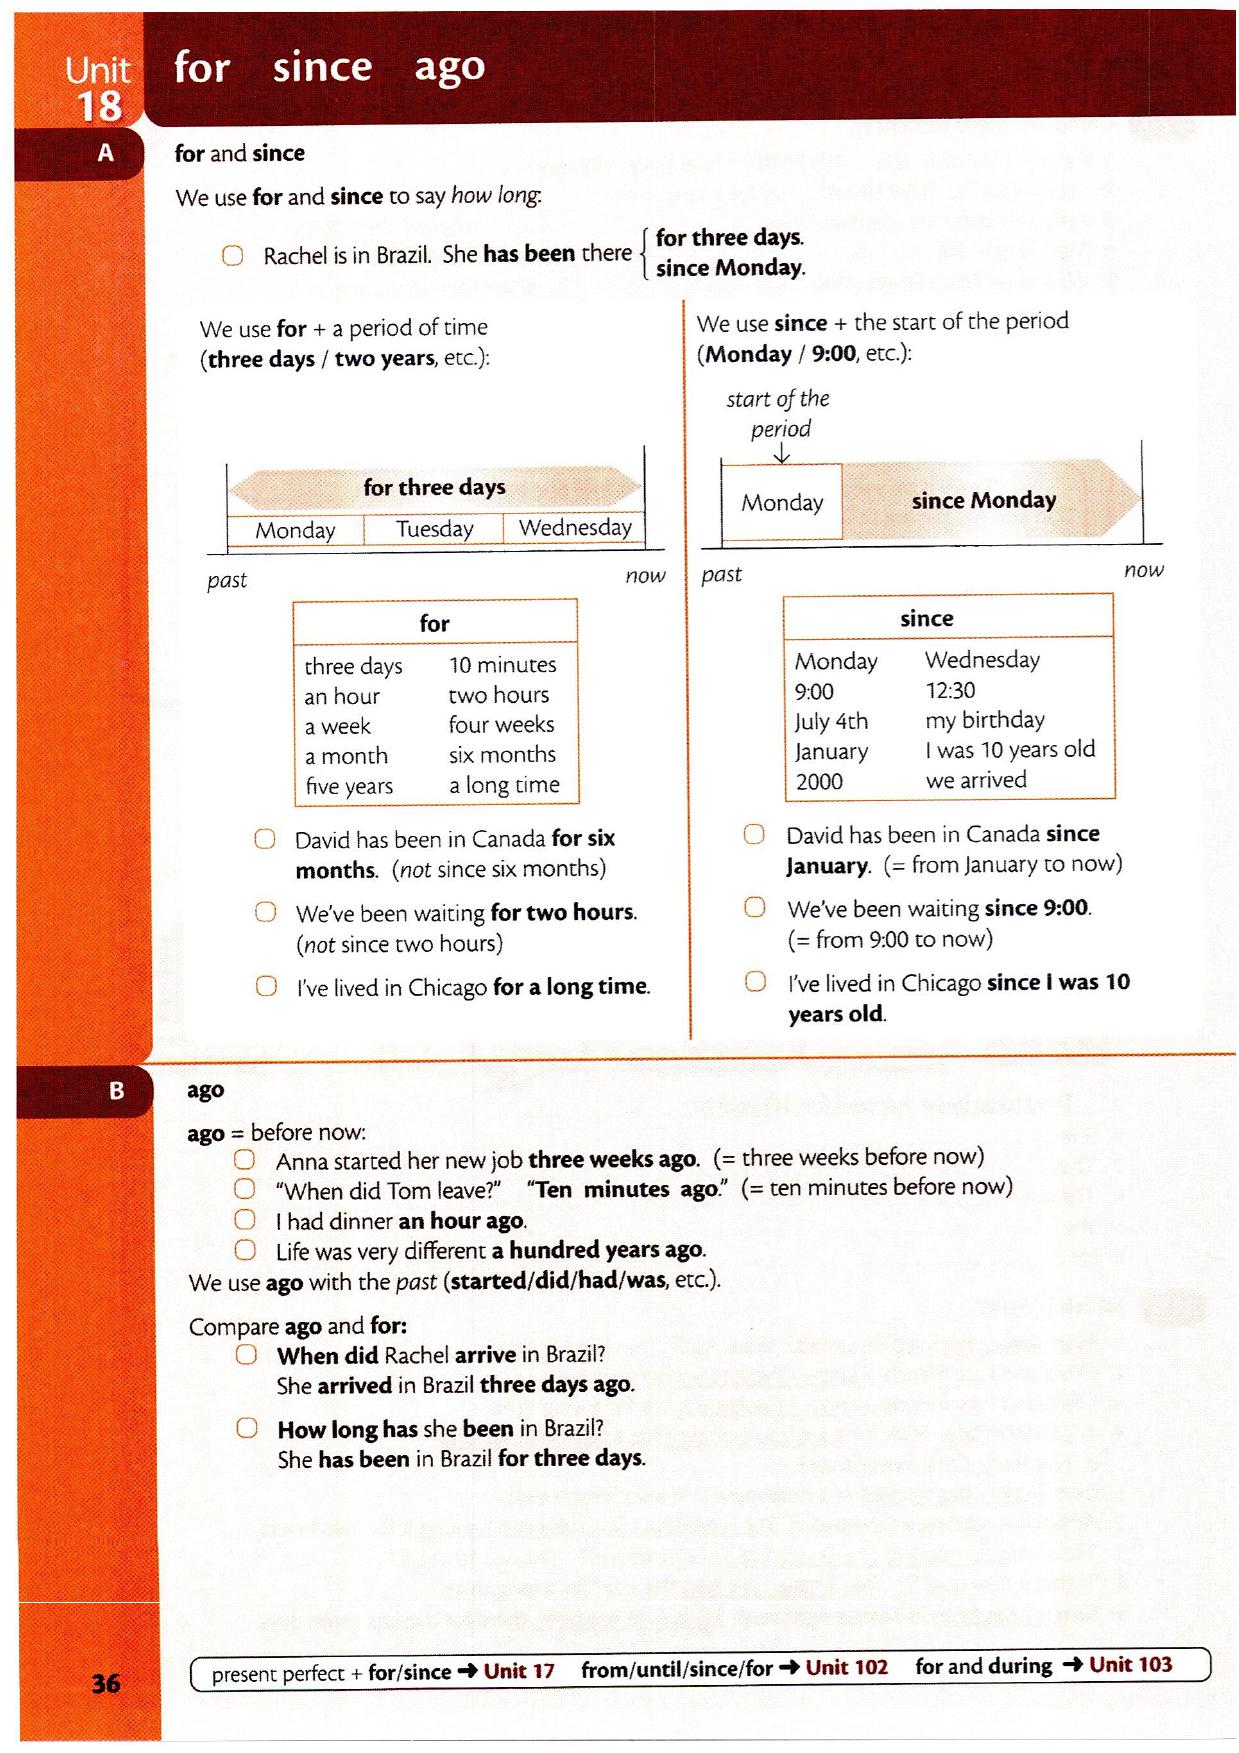 Unit
18
for since ago
A
for and since
We use for and since to say how long:
Rachel is in Brazil. She has been there
for three days.
since Monday.
We use for + a period of time
(three days / two years, etc.):
for three days
Monday Tuesday Wednesday
past now
for
three days 10 minutes
an hour two hours
a week four weeks
a month six months
five years a long time
David has been in Canada for six
months. (not since six months)
We've been waiting for two hours.
(not since two hours)
I've lived in Chicago for a long time.
We use since + the start of the period
(Monday / 9:00, etc.):
start of the
period
Monday since Monday
past now
since
Monday Wednesday
9:00 12:30
July 4th my birthday
January I was 10 years old
2000 we arrived
David has been in Canada since
January. (= from January to now)
We've been waiting since 9:00.
(= from 9:00 to now)
I've lived in Chicago since I was 10
years old.
B
ago
ago = before now:
Anna started her new job three weeks ago. (= three weeks before now)
"When did Tom leave?" "Ten minutes ago." (= ten minutes before now)
I had dinner an hour ago.
Life was very different a hundred years ago.
We use ago with the past (started/did/had/was, etc.).
Compare ago and for:
When did Rachel arrive in Brazil?
She arrived in Brazil three days ago.
How long has she been in Brazil?
She has been in Brazil for three days.
36
present perfect + for/since → Unit 17 from/until/since/for → Unit 102 for and during → Unit 103